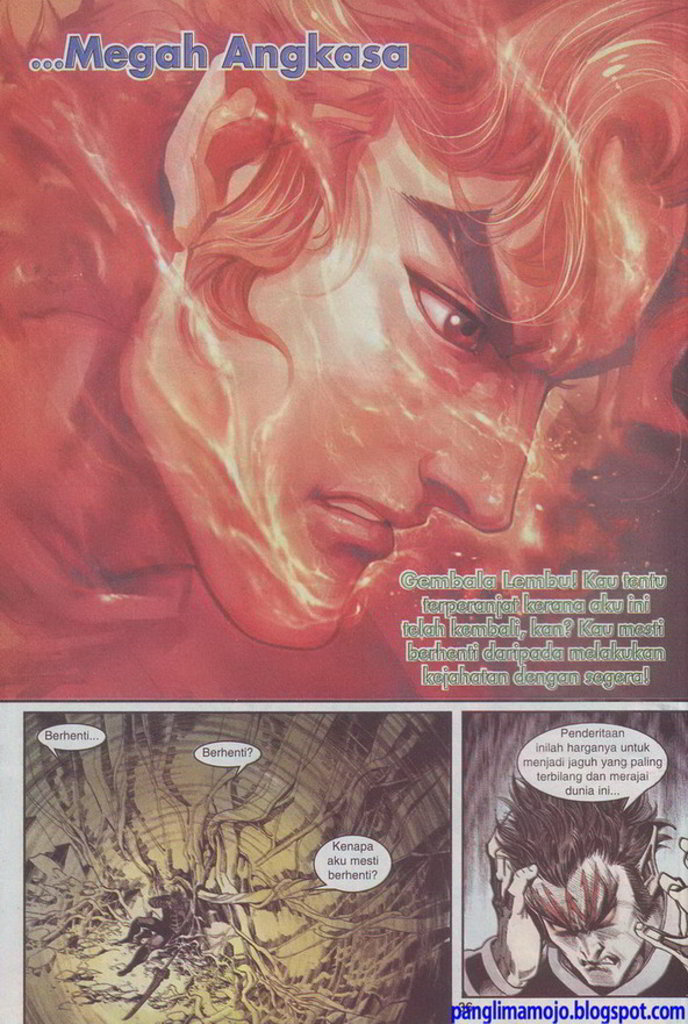 ...Megah Angkasa
Gembala Lembu! Kau tentu
terperanjat kerana aku ini
telah kembali, kan? Kau mesti
berhenti daripada melakukan
kejahatan dengan segera!
Berhenti...
Berhenti?
Kenapa
aku mesti
berhenti?
Penderitaan
inilah harganya untuk
menjadi jaguh yang paling
terbilang dan merajai
dunia ini...
panglimamojo.blogspot.com